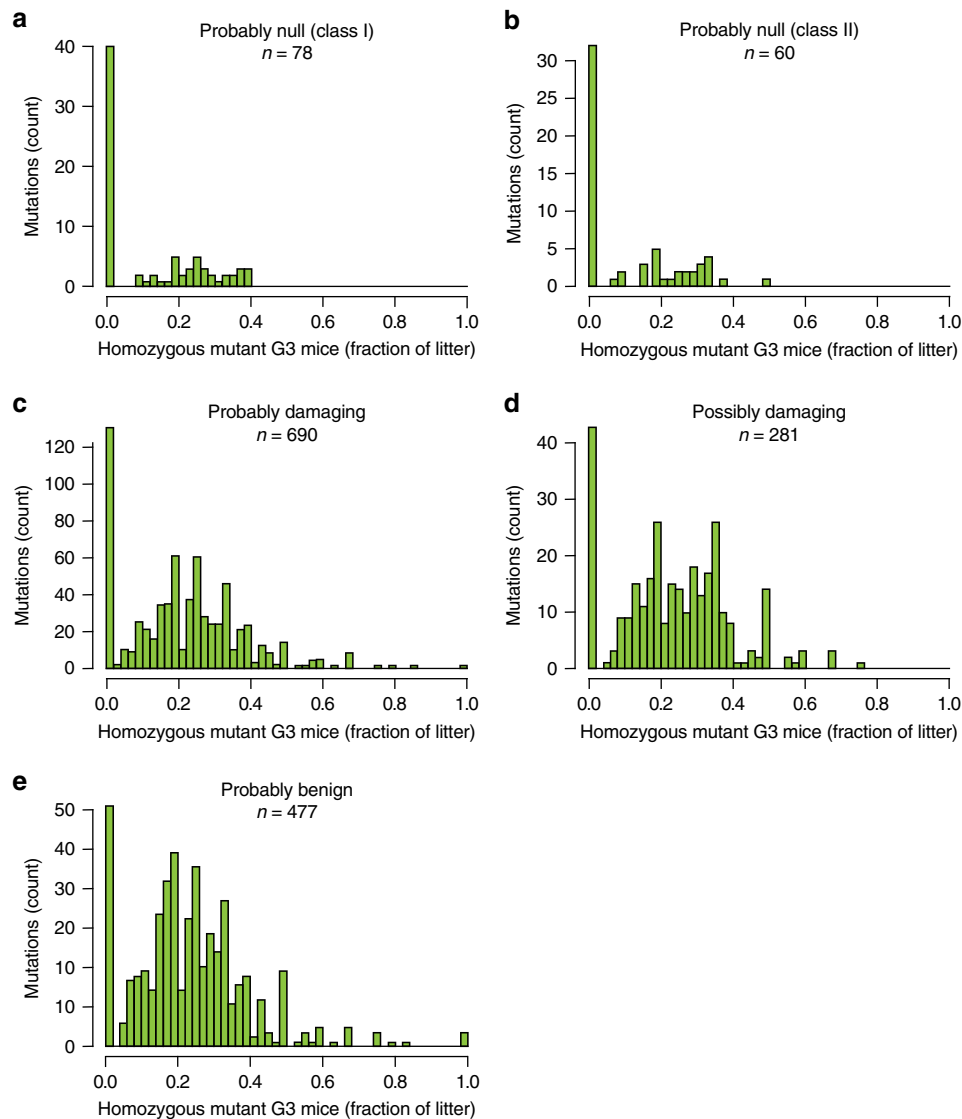 a
Probably null (class I)
n = 78
Mutations (count)
40
30
20
10
0
0.0 0.2 0.4 0.6 0.8 1.0
Homozygous mutant G3 mice (fraction of litter)
b
Probably null (class II)
n = 60
Mutations (count)
30
25
20
15
10
5
0
0.0 0.2 0.4 0.6 0.8 1.0
Homozygous mutant G3 mice (fraction of litter)
c
Probably damaging
n = 690
Mutations (count)
120
100
80
60
40
20
0
0.0 0.2 0.4 0.6 0.8 1.0
Homozygous mutant G3 mice (fraction of litter)
d
Possibly damaging
n = 281
Mutations (count)
40
30
20
10
0
0.0 0.2 0.4 0.6 0.8 1.0
Homozygous mutant G3 mice (fraction of litter)
e
Probably benign
n = 477
Mutations (count)
50
40
30
20
10
10
0
0.0 0.2 0.4 0.6 0.8 1.0
Homozygous mutant G3 mice (fraction of litter)